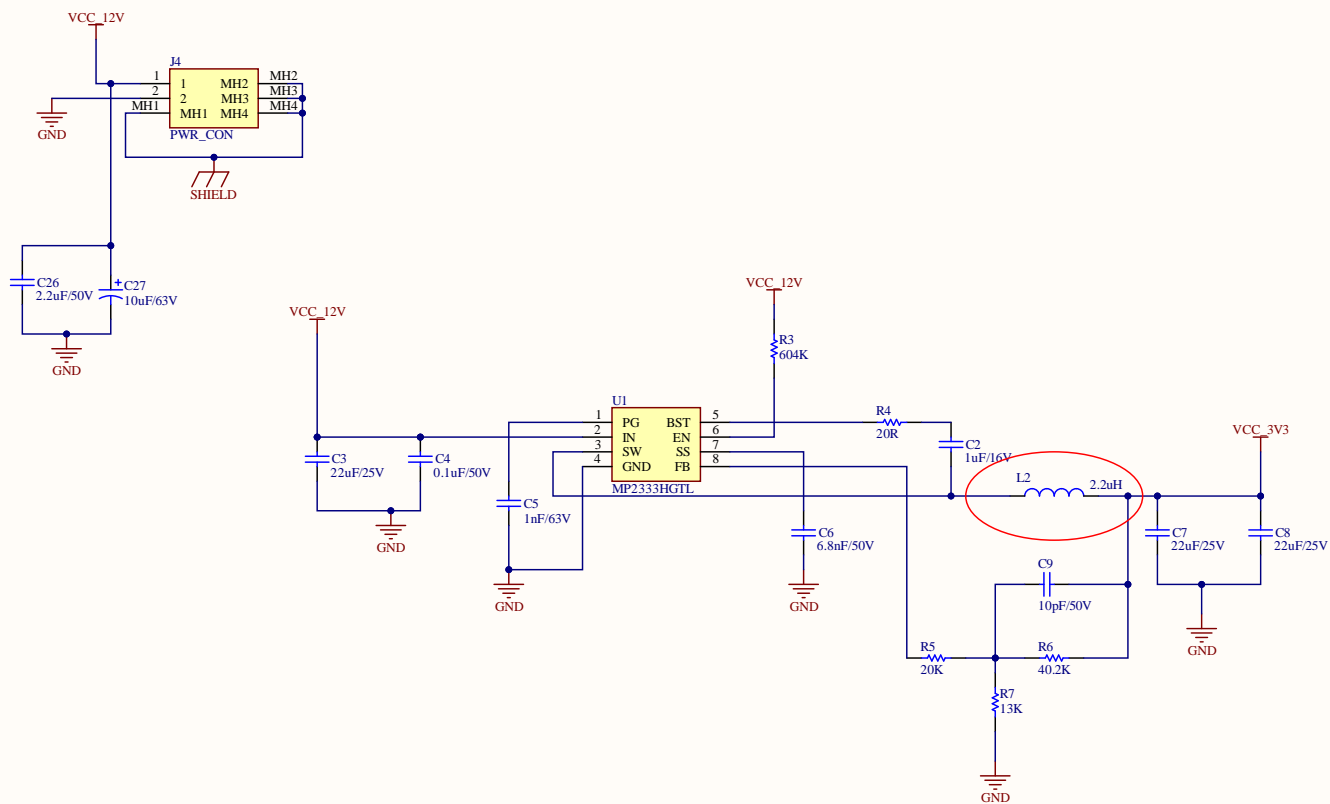 VCC_12V
J4
1 1 MH2 MH2
2 2 MH3 MH3
MH1 MH1 MH4 MH4
PWR_CON
GND
SHIELD
C26
2.2uF/50V
+
C27
10uF/63V
GND
VCC_12V
C3
22uF/25V
C4
0.1uF/50V
GND
VCC_12V
R3
604K
U1
1 PG BST 5
2 IN EN 6
3 SW SS 7
4 GND FB 8
MP2333HGTL
C5
1nF/63V
GND
C6
6.8nF/50V
GND
R4
20R
C2
1uF/16V
L2
2.2uH
VCC_3V3
C7
22uF/25V
C8
22uF/25V
GND
C9
10pF/50V
R5
20K
R6
40.2K
R7
13K
GND